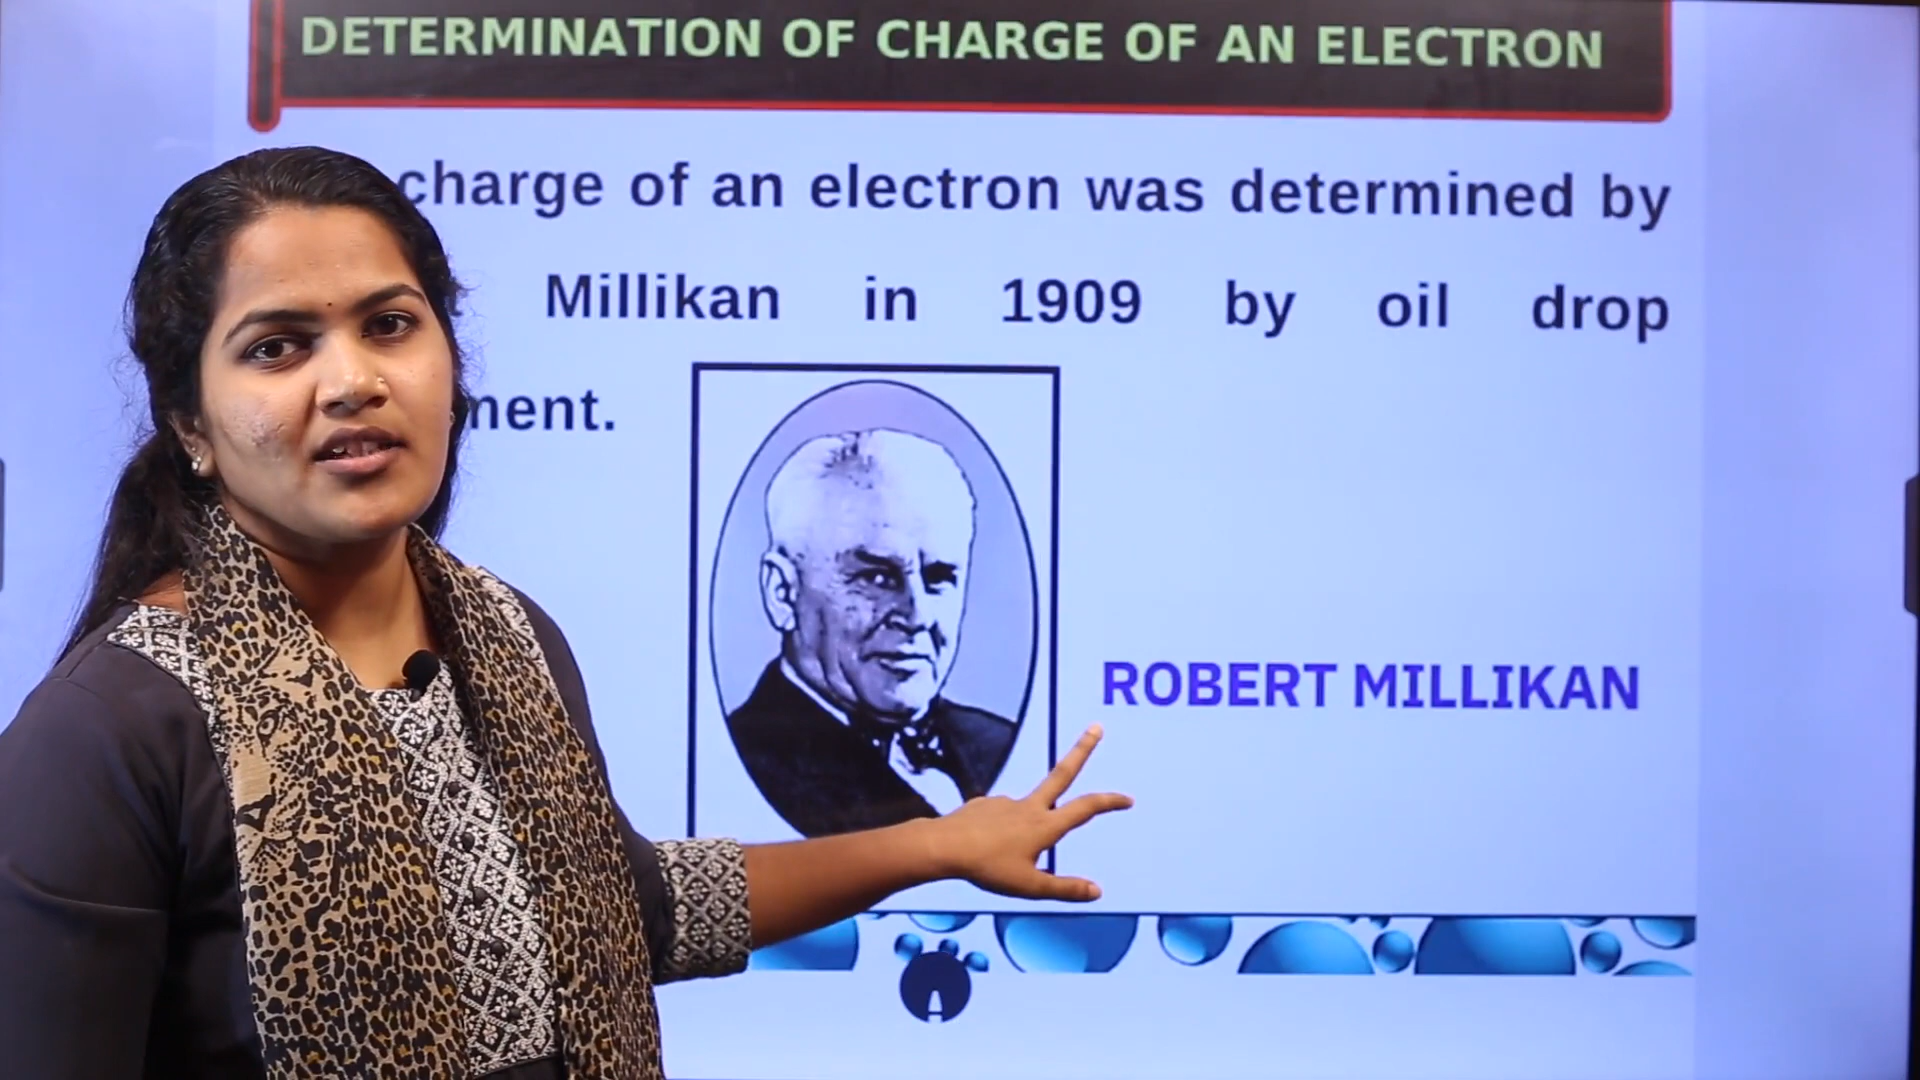 DETERMINATION OF CHARGE OF AN ELECTRON
charge of an electron was determined by
Millikan in 1909 by oil drop
ment.
ROBERT MILLIKAN